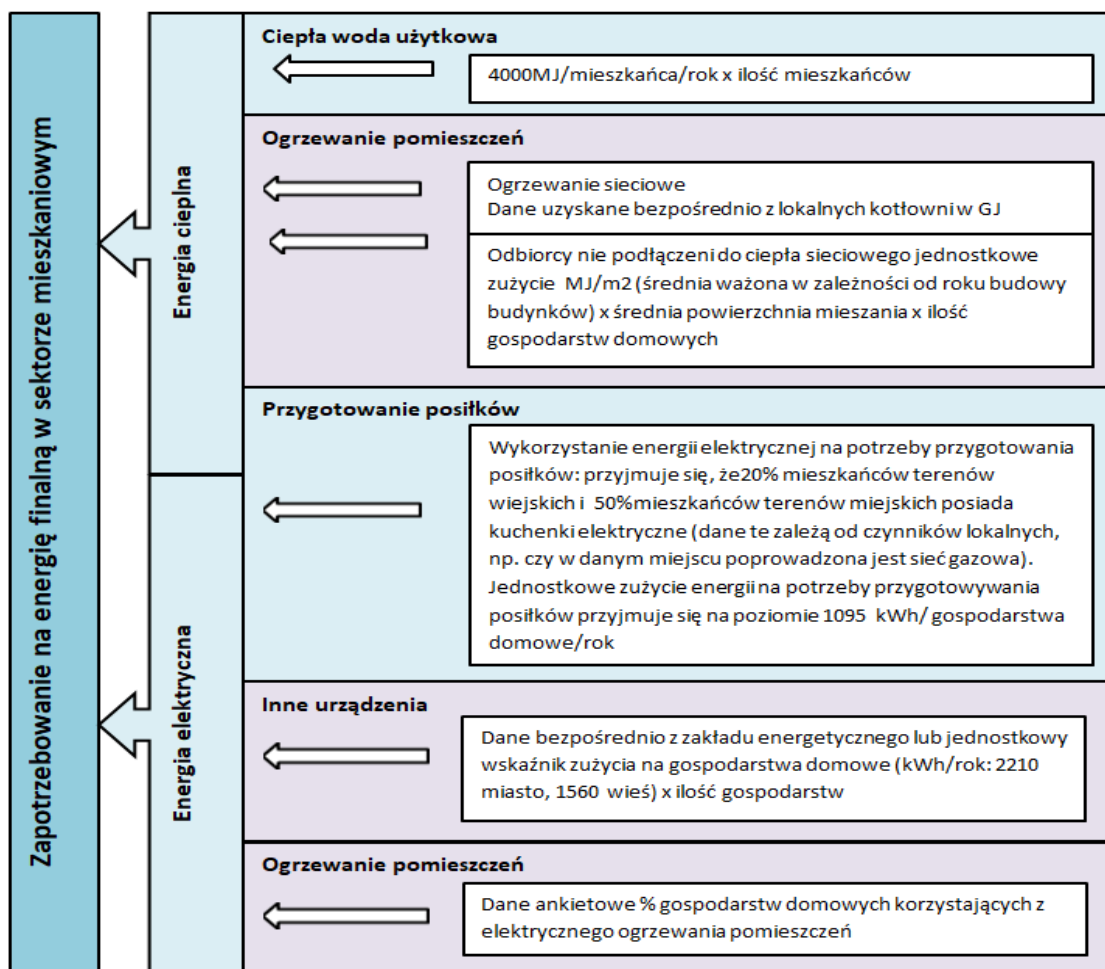 Zapotrzebowanie na energię finalną w sektorze mieszkaniowym
Energia cieplna
Energia elektryczna
Ciepła woda użytkowa
4000MJ/mieszkańca/rok x ilość mieszkańców
Ogrzewanie pomieszczeń
Ogrzewanie sieciowe
Dane uzyskane bezpośrednio z lokalnych kotłowni w GJ
Odbiorcy nie podłączeni do ciepła sieciowego jednostkowe
zużycie MJ/m2 (średnia ważona w zależności od roku budowy
budynków) x średnia powierzchnia mieszania x ilość
gospodarstw domowych
Przygotowanie posiłków
Wykorzystanie energii elektrycznej na potrzeby przygotowania
posiłków: przyjmuje się, że20% mieszkańców terenów
wiejskich i 50%mieszkańców terenów miejskich posiada
kuchenki elektryczne (dane te zależą od czynników lokalnych,
np. czy w danym miejscu poprowadzona jest sieć gazowa).
Jednostkowe zużycie energii na potrzeby przygotowywania
posiłków przyjmuje się na poziomie 1095 kWh/ gospodarstwa
domowe/rok
Inne urządzenia
Dane bezpośrednio z zakładu energetycznego lub jednostkowy
wskaźnik zużycia na gospodarstwa domowe (kWh/rok: 2210
miasto, 1560 wieś) x ilość gospodarstw
Ogrzewanie pomieszczeń
Dane ankietowe % gospodarstw domowych korzystających z
elektrycznego ogrzewania pomieszczeń